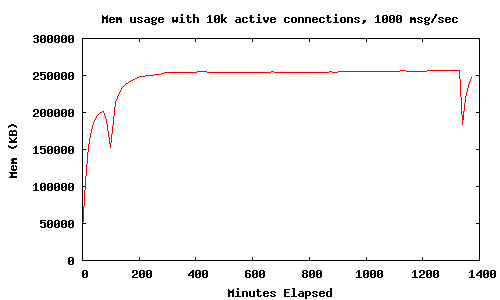 Mem usage with 10k active connections, 1000 msg/sec
300000
250000
200000
150000
100000
50000
0
Mem (KB)
0 200 400 600 800 1000 1200 1400
Minutes Elapsed